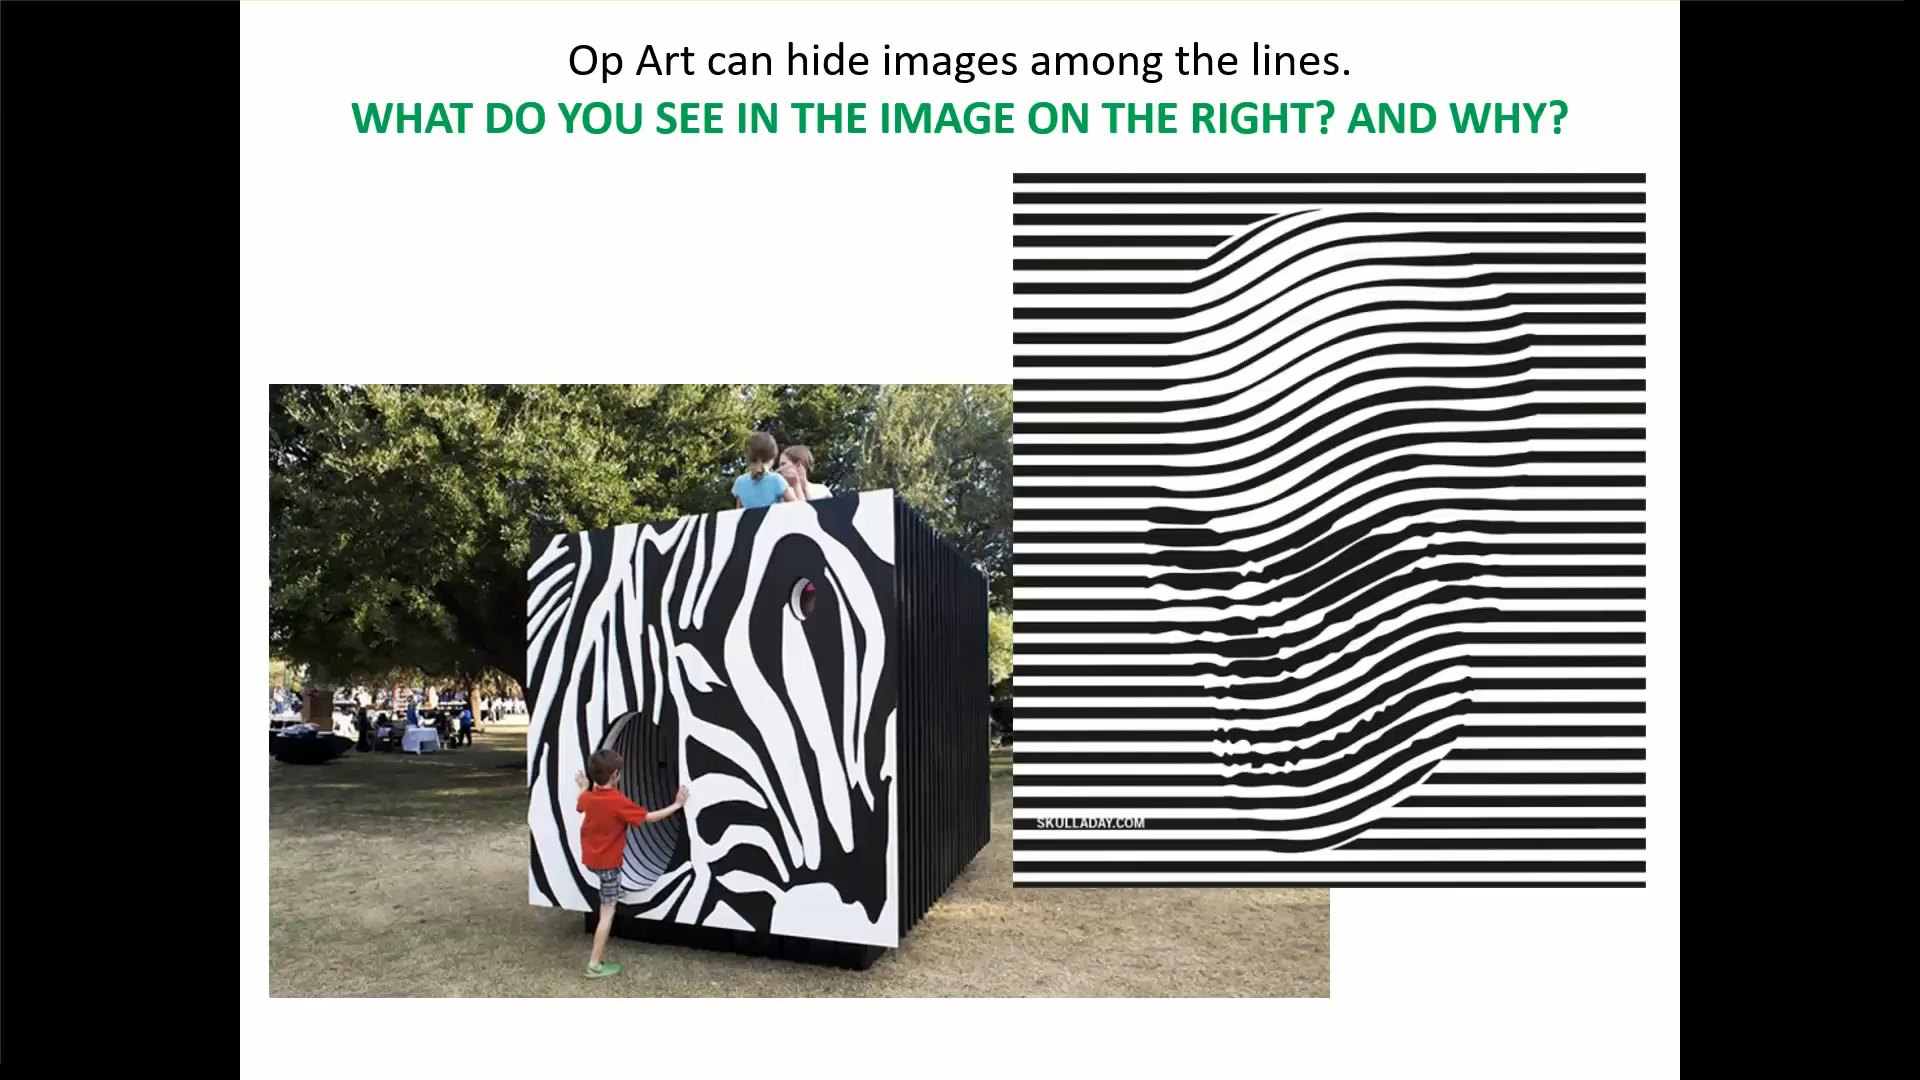 Op Art can hide images among the lines.
WHAT DO YOU SEE IN THE IMAGE ON THE RIGHT? AND WHY?
SKULLADAY.COM